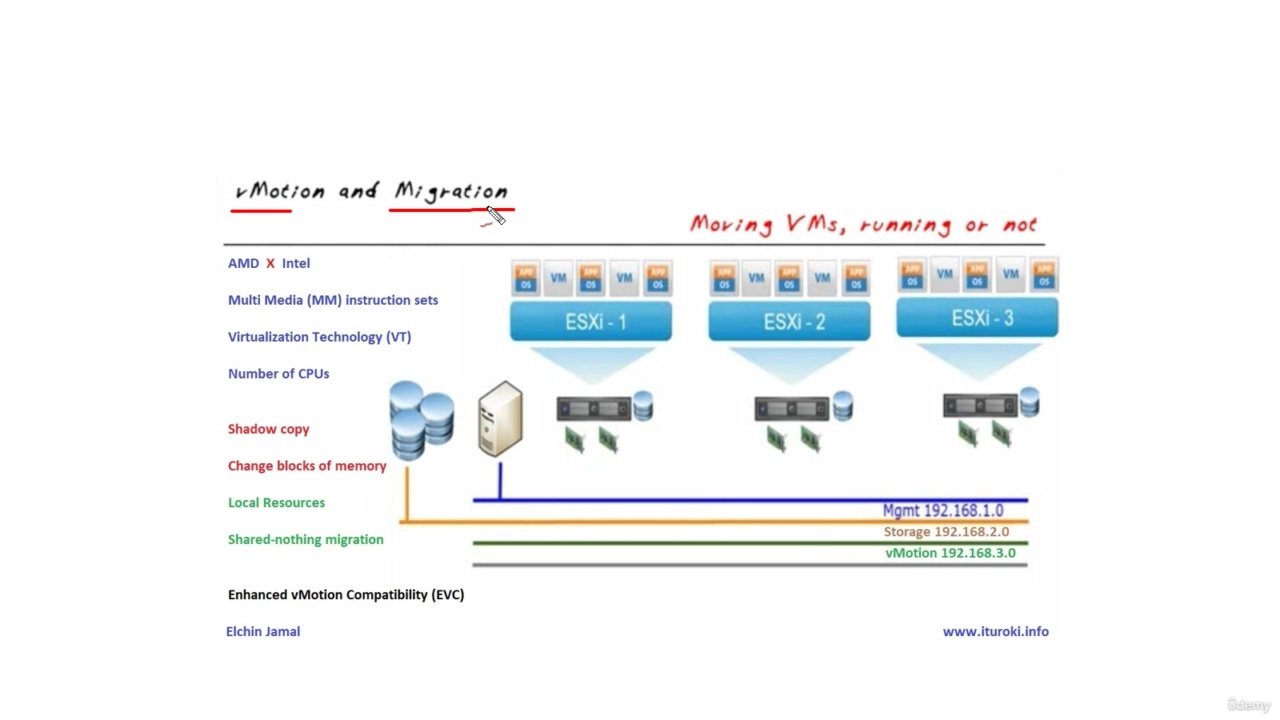 vMotion and Migration
Moving VMs, running or not
AMD X Intel
Multi Media (MM) instruction sets
Virtualization Technology (VT)
Number of CPUs
Shadow copy
Change blocks of memory
Local Resources
Shared-nothing migration
Enhanced vMotion Compatibility (EVC)
APP OS VM APP OS VM APP OS
ESXi - 1
APP OS VM APP OS VM APP OS
ESXi - 2
APP OS VM APP OS VM APP OS
ESXi - 3
Mgmt 192.168.1.0
Storage 192.168.2.0
vMotion 192.168.3.0
Elchin Jamal
www.ituroki.info
ûdemy